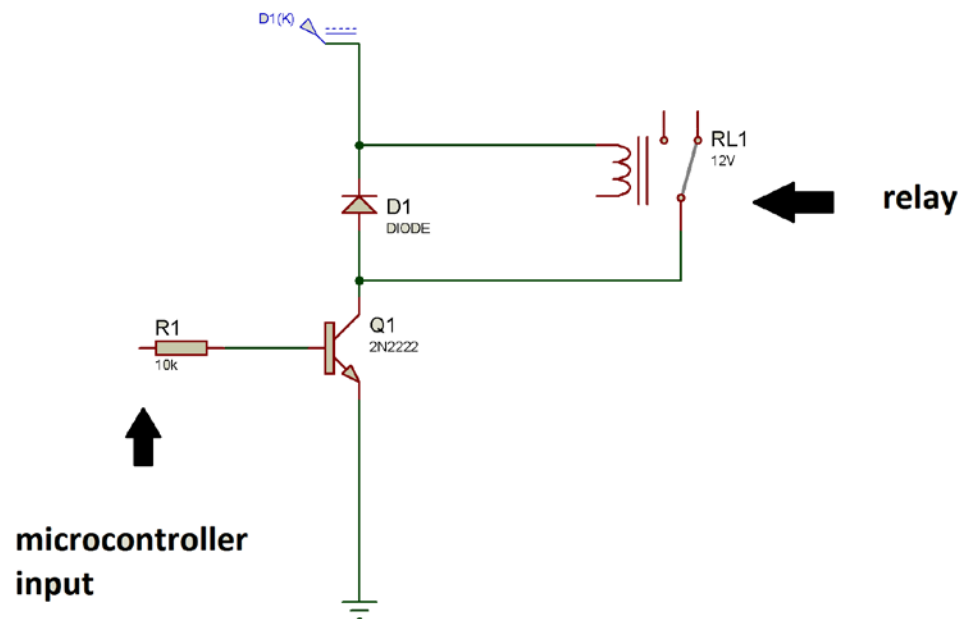 D1(K)
RL1
12V
relay
D1
DIODE
R1
10k
Q1
2N2222
microcontroller
input